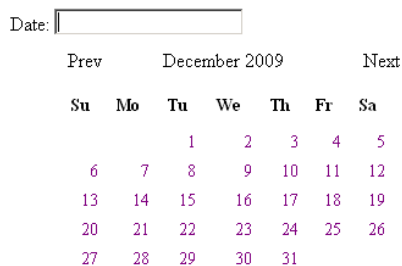 Date:
Prev December 2009 Next
Su Mo Tu We Th Fr Sa
1 2 3 4 5
6 7 8 9 10 11 12
13 14 15 16 17 18 19
20 21 22 23 24 25 26
27 28 29 30 31